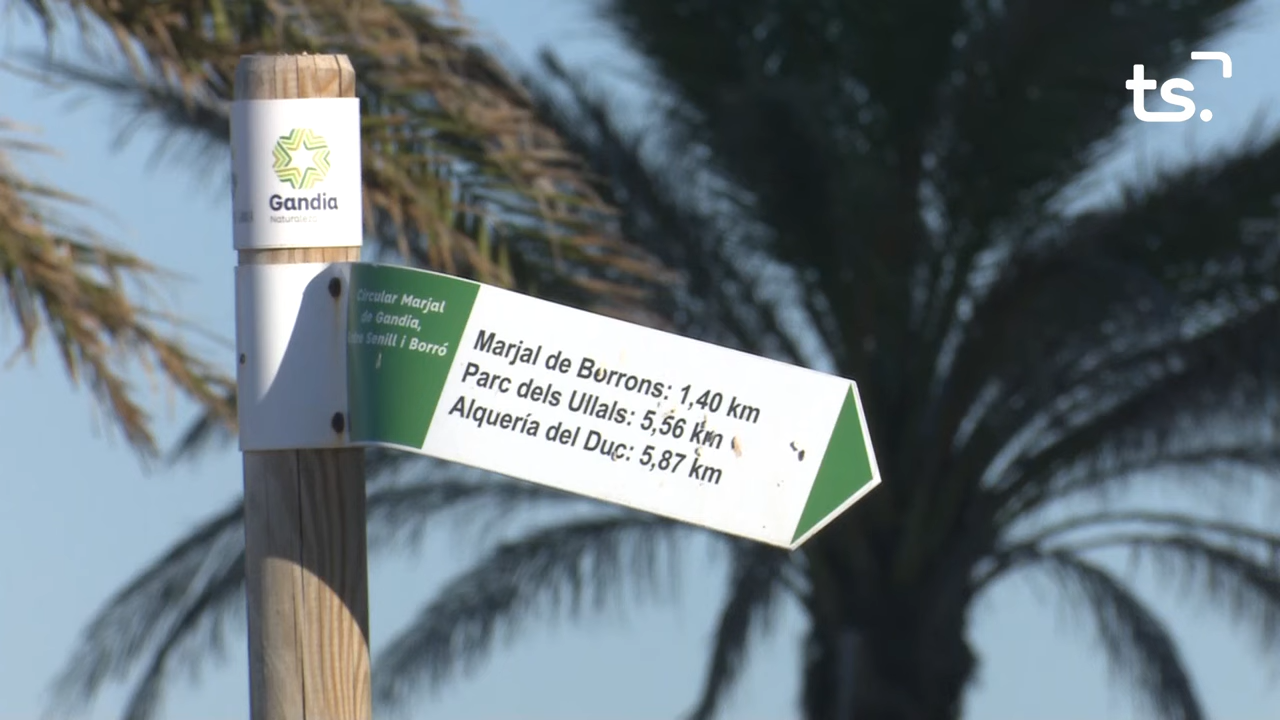 ts.
Gandia
Circular Marjal
de Gandia,
Senill i Borró
Marjal de Borrons: 1,40 km
Parc dels Ullals: 5,56 km
Alquería del Duc: 5,87 km